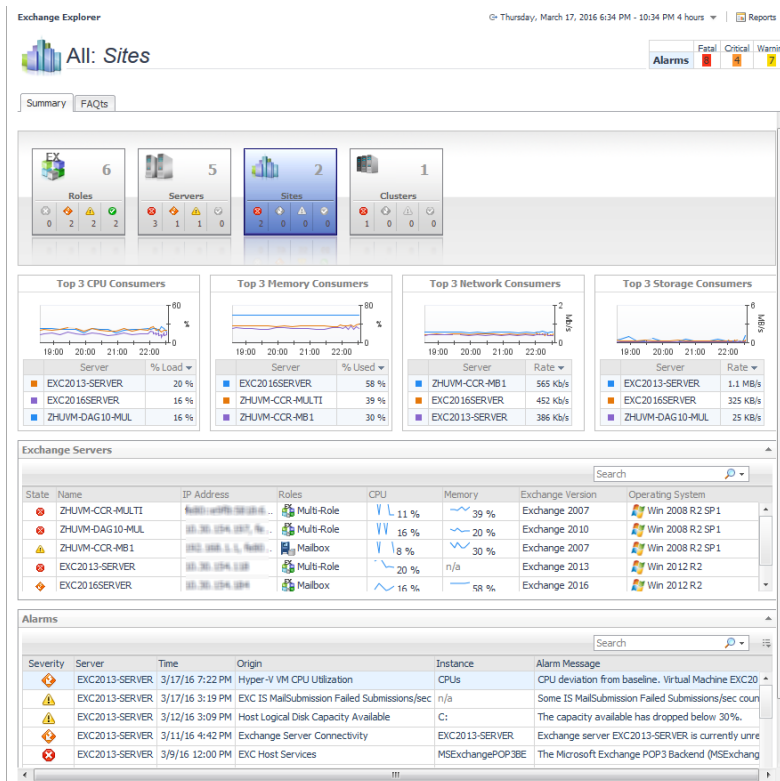 Exchange Explorer
Thursday, March 17, 2016 6:34 PM - 10:34 PM 4 hours
Reports
All: Sites
Fatal Critical Warnin
Alarms 8 4 7
Summary FAQts
EX 6 5 2 1
Roles Servers Sites Clusters
0 2 2 2 3 1 1 0 2 0 0 0 1 0 0 0
Top 3 CPU Consumers
60
%
0
19:00 20:00 21:00 22:00
Server % Load
EXC2013-SERVER 20 %
EXC2016SERVER 16 %
ZHUVM-DAG10-MUL 16 %
Top 3 Memory Consumers
80
%
0
19:00 20:00 21:00 22:00
Server % Used
EXC2016SERVER 58 %
ZHUVM-CCR-MULTI 39 %
ZHUVM-CCR-MB1 30 %
Top 3 Network Consumers
2
Mb/s
0
19:00 20:00 21:00 22:00
Server Rate
ZHUVM-CCR-MB1 565 Kb/s
EXC2016SERVER 452 Kb/s
EXC2013-SERVER 386 Kb/s
Top 3 Storage Consumers
6
MB/s
0
19:00 20:00 21:00 22:00
Server Rate
EXC2013-SERVER 1.1 MB/s
EXC2016SERVER 325 KB/s
ZHUVM-DAG10-MUL 25 KB/s
Exchange Servers
Search
State Name IP Address Roles CPU Memory Exchange Version Operating System
ZHUVM-CCR-MULTI Multi-Role 11 % 39 % Exchange 2007 Win 2008 R2 SP1
ZHUVM-DAG10-MUL Multi-Role 16 % 20 % Exchange 2010 Win 2008 R2 SP1
ZHUVM-CCR-MB1 Mailbox 8 % 30 % Exchange 2007 Win 2008 R2 SP1
EXC2013-SERVER Multi-Role 20 % n/a Exchange 2013 Win 2012 R2
EXC2016SERVER Mailbox 16 % 58 % Exchange 2016 Win 2012 R2
Alarms
Search
Severity Server Time Origin Instance Alarm Message
EXC2013-SERVER 3/17/16 7:22 PM Hyper-V VM CPU Utilization CPUs CPU deviation from baseline. Virtual Machine EXC20
EXC2013-SERVER 3/17/16 3:19 PM EXC IS MailSubmission Failed Submissions/sec n/a Some IS MailSubmission Failed Submissions/sec coun
EXC2013-SERVER 3/12/16 3:09 PM Host Logical Disk Capacity Available C: The capacity available has dropped below 30%.
EXC2013-SERVER 3/11/16 4:42 PM Exchange Server Connectivity EXC2013-SERVER Exchange server EXC2013-SERVER is currently unre
EXC2013-SERVER 3/9/16 12:00 PM EXC Host Services MSExchangePOP3BE The Microsoft Exchange POP3 Backend (MSExchang